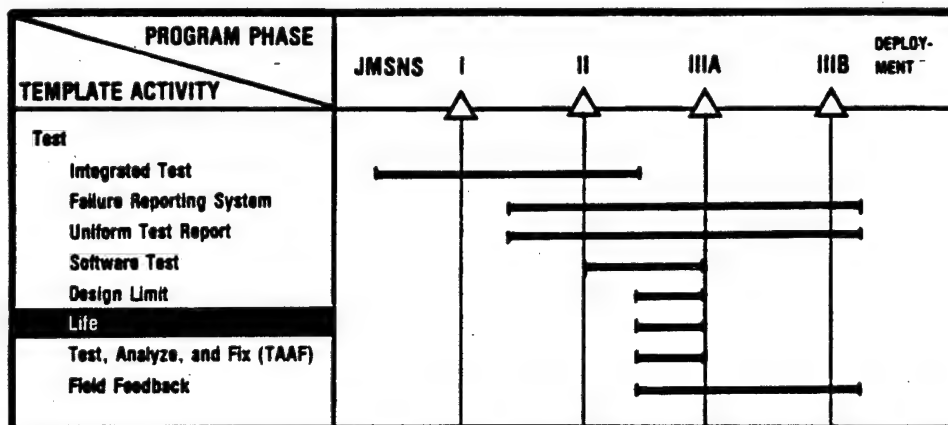 PROGRAM PHASE
TEMPLATE ACTIVITY
JMSNS I II IIIA IIIB DEPLOY-
MENT
Test
Integrated Test
Failure Reporting System
Uniform Test Report
Software Test
Design Limit
Life
Test, Analyze, and Fix (TAAF)
Field Feedback